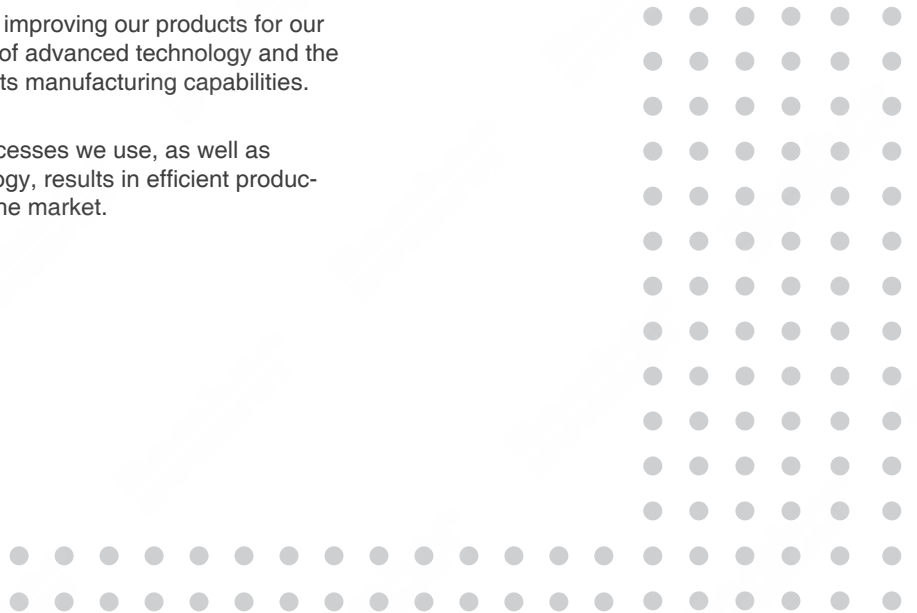 improving our products for our
of advanced technology and the
ts manufacturing capabilities.
cesses we use, as well as
ogy, results in efficient produc-
he market.